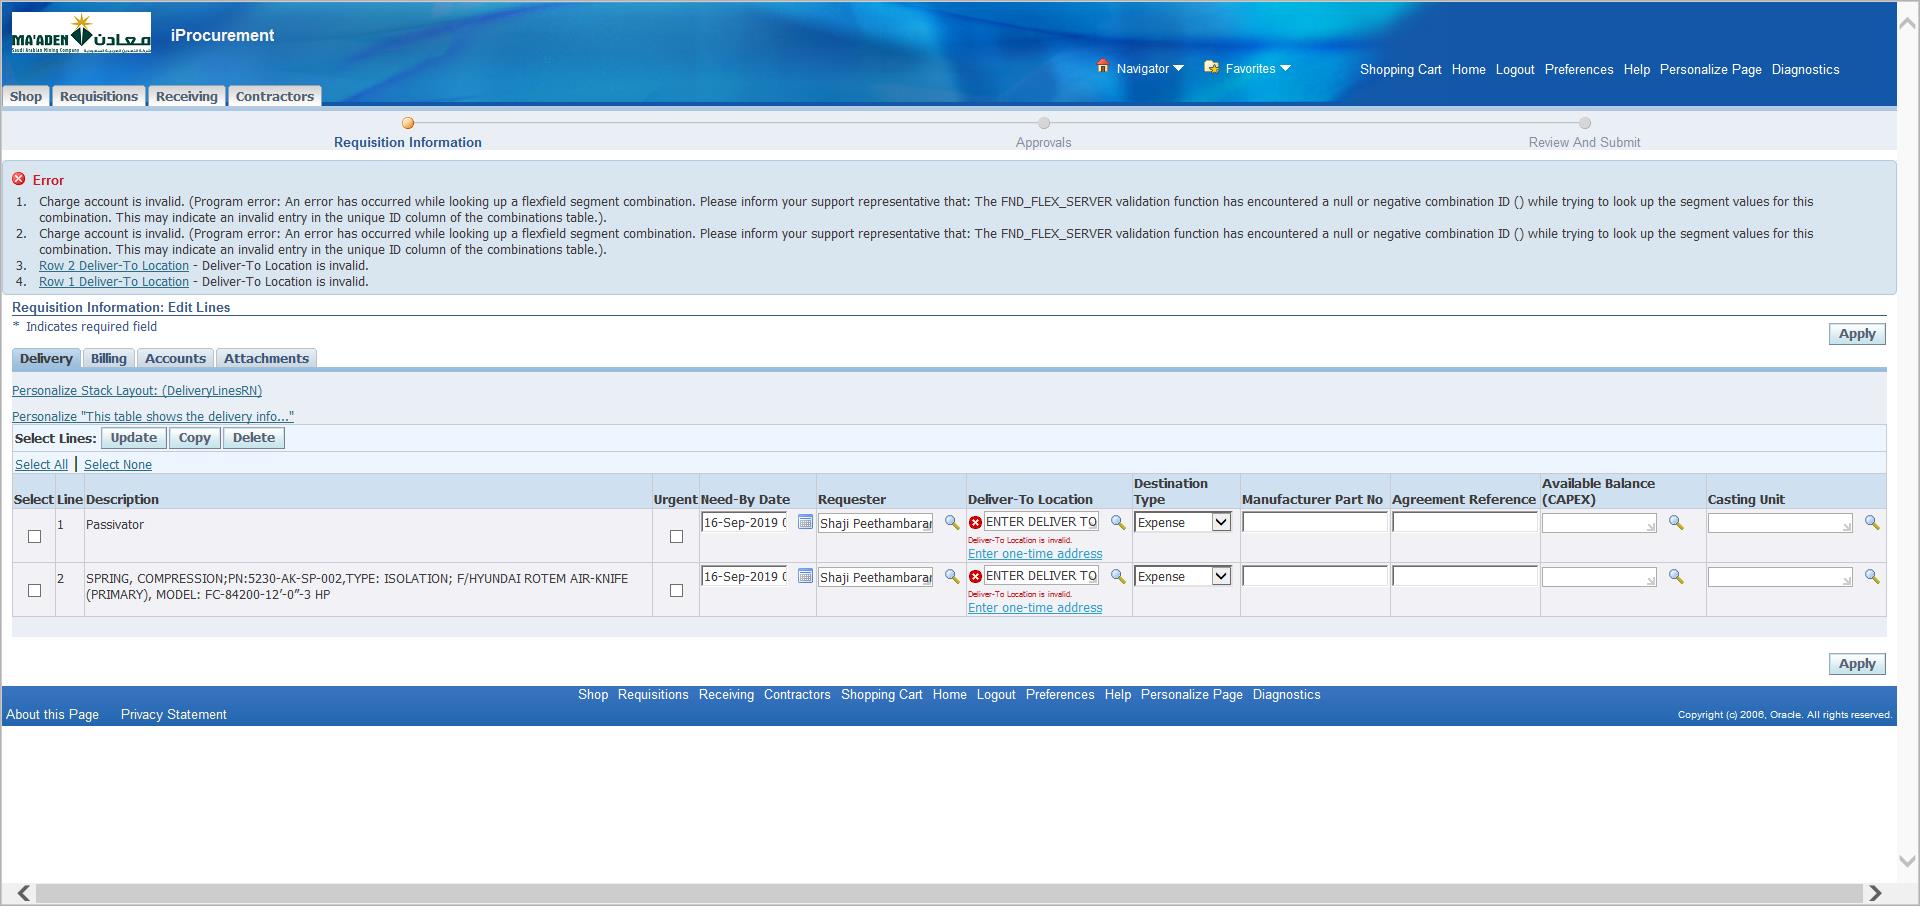 MA'ADEN معادن
Saudi Arabian Mining Company
iProcurement
Navigator Favorites Shopping Cart Home Logout Preferences Help Personalize Page Diagnostics
Shop Requisitions Receiving Contractors
Requisition Information Approvals Review And Submit
Error
1. Charge account is invalid. (Program error: An error has occurred while looking up a flexfield segment combination. Please inform your support representative that: The FND_FLEX_SERVER validation function has encountered a null or negative combination ID () while trying to look up the segment values for this
combination. This may indicate an invalid entry in the unique ID column of the combinations table.).
2. Charge account is invalid. (Program error: An error has occurred while looking up a flexfield segment combination. Please inform your support representative that: The FND_FLEX_SERVER validation function has encountered a null or negative combination ID () while trying to look up the segment values for this
combination. This may indicate an invalid entry in the unique ID column of the combinations table.).
3. Row 2 Deliver-To Location - Deliver-To Location is invalid.
4. Row 1 Deliver-To Location - Deliver-To Location is invalid.
Requisition Information: Edit Lines
* Indicates required field
Apply
Delivery Billing Accounts Attachments
Personalize Stack Layout: (DeliveryLinesRN)
Personalize "This table shows the delivery info..."
Select Lines: Update Copy Delete
Select All | Select None
Select Line Description Urgent Need-By Date Requester Deliver-To Location Destination Type Manufacturer Part No Agreement Reference Available Balance (CAPEX) Casting Unit
1 Passivator 16-Sep-2019 0 Shaji Peethambaran ENTER DELIVER TO Expense
Deliver-To Location is invalid.
Enter one-time address
2 SPRING, COMPRESSION;PN:5230-AK-SP-002,TYPE: ISOLATION; F/HYUNDAI ROTEM AIR-KNIFE 16-Sep-2019 0 Shaji Peethambaran ENTER DELIVER TO Expense
(PRIMARY), MODEL: FC-84200-12’-0”-3 HP
Deliver-To Location is invalid.
Enter one-time address
Apply
Shop Requisitions Receiving Contractors Shopping Cart Home Logout Preferences Help Personalize Page Diagnostics
About this Page Privacy Statement
Copyright (c) 2006, Oracle. All rights reserved.